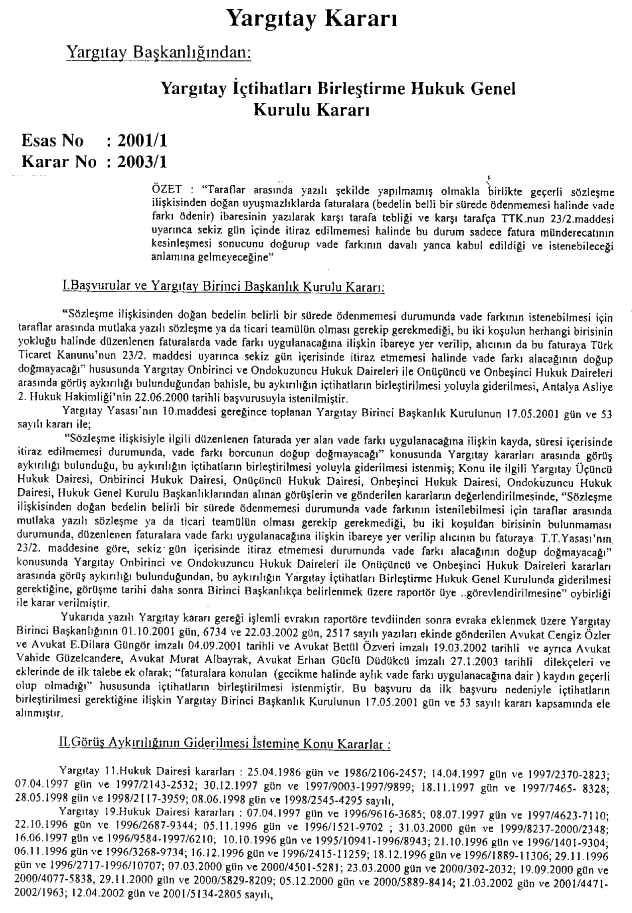 Yargıtay Kararı
Yargıtay Başkanlığından:
Yargıtay İçtihatları Birleştirme Hukuk Genel
Kurulu Kararı
Esas No : 2001/1
Karar No : 2003/1
ÖZET : “Taraflar arasında yazılı şekilde yapılmamış olmakla birlikte geçerli sözleşme
ilişkisinden doğan uyuşmazlıklarda faturalara (bedelin belli bir sürede ödenmemesi halinde vade
farkı ödenir) ibaresinin yazılarak karşı tarafa tebliği ve karşı tarafça TTK.nun 23/2.maddesi
uyarınca sekiz gün içinde itiraz edilmemesi halinde bu durum sadece fatura münderecatının
kesinleşmesi sonucunu doğurup vade farkının davalı yanca kabul edildiği ve istenebileceği
anlamına gelmeyeceğine”
I.Başvurular ve Yargıtay Birinci Başkanlık Kurulu Kararı:
“Sözleşme ilişkisinden doğan bedelin belirli bir sürede ödenmemesi durumunda vade farkının istenebilmesi için
taraflar arasında mutlaka yazılı sözleşme ya da ticari teamülün olması gerekip gerekmediği, bu iki koşulun herhangi birisinin
yokluğu halinde düzenlenen faturalarda vade farkı uygulanacağına ilişkin ibareye yer verilip, alıcının da bu faturaya Türk
Ticaret Kanunu’nun 23/2. maddesi uyarınca sekiz gün içerisinde itiraz etmemesi halinde vade farkı alacağının doğup
doğmayacağı” hususunda Yargıtay Onbirinci ve Ondokuzuncu Hukuk Daireleri ile Onüçüncü ve Onbeşinci Hukuk Daireleri
arasında görüş aykırılığı bulunduğundan bahisle, bu aykırılığın içtihatların birleştirilmesi yoluyla giderilmesi, Antalya Asliye
2. Hukuk Hakimliği’nin 22.06.2000 tarihli başvurusuyla istenilmiştir.
Yargıtay Yasası’nın 10.maddesi gereğince toplanan Yargıtay Birinci Başkanlık Kurulunun 17.05.2001 gün ve 53
sayılı kararı ile;
“Sözleşme ilişkisiyle ilgili düzenlenen faturada yer alan vade farkı uygulanacağına ilişkin kayda, süresi içerisinde
itiraz edilmemesi durumunda, vade farkı borcunun doğup doğmayacağı” konusunda Yargıtay kararları arasında görüş
aykırılığı bulunduğu, bu aykırılığın içtihatların birleştirilmesi yoluyla giderilmesi istenmiş; Konu ile ilgili Yargıtay Üçüncü
Hukuk Dairesi, Onbirinci Hukuk Dairesi, Onüçüncü Hukuk Dairesi, Onbeşinci Hukuk Dairesi, Ondokuzuncu Hukuk
Dairesi, Hukuk Genel Kurulu Başkanlıklarından alınan görüşlerin ve gönderilen kararların değerlendirilmesinde, “Sözleşme
ilişkisinden doğan bedelin belirli bir sürede ödenmemesi durumunda vade farkının istenilebilmesi için taraflar arasında
mutlaka yazılı sözleşme ya da ticari teamülün olması gerekip gerekmediği, bu iki koşuldan birisinin bulunmaması
durumunda, düzenlenen faturalara vade farkı uygulanacağına ilişkin ibareye yer verilip alıcının bu faturaya T.T.Yasası’nın
23/2. maddesine göre, sekiz gün içerisinde itiraz etmemesi durumunda vade farkı alacağının doğup doğmayacağı”
konusunda Yargıtay Onbirinci ve Ondokuzuncu Hukuk Daireleri ile Onüçüncü ve Onbeşinci Hukuk Daireleri kararları
arasında görüş aykırılığı bulunduğundan, bu aykırılığın Yargıtay İçtihatları Birleştirme Hukuk Genel Kurulunda giderilmesi
gerektiğine, görüşme tarihi daha sonra Birinci Başkanlıkça belirlenmek üzere raportör üye ..görevlendirilmesine” oybirliği
ile karar verilmiştir.
Yukarıda yazılı Yargıtay kararı gereği işlemli evrakın raportöre tevdiinden sonra evraka eklenmek üzere Yargıtay
Birinci Başkanlığının 01.10.2001 gün, 6734 ve 22.03.2002 gün, 2517 sayılı yazıları ekinde gönderilen Avukat Cengiz Özler
ve Avukat E.Dilara Güngör imzalı 04.09.2001 tarihli ve Avukat Betül Özveri imzalı 19.03.2002 tarihli ve ayrıca Avukat
Vahide Güzelcandere, Avukat Murat Albayrak, Avukat Erhan Güclü Düdükcü imzalı 27.1.2003 tarihli dilekçeleri ve
eklerinde de ilk talebe ek olarak; “faturalara konulan (gecikme halinde aylık vade farkı uygulanacağına dair ) kaydın geçerli
olup olmadığı” hususunda içtihatların birleştirilmesi istenmiştir. Bu başvuru da ilk başvuru nedeniyle içtihatların
birleştirilmesi gerektiğine ilişkin Yargıtay Birinci Başkanlık Kurulunun 17.05.2001 gün ve 53 sayılı kararı kapsamında ele
alınmıştır.
II.Görüş Aykırılığının Giderilmesi İstemine Konu Kararlar :
Yargıtay 11.Hukuk Dairesi kararları : 25.04.1986 gün ve 1986/2106-2457; 14.04.1997 gün ve 1997/2370-2823;
07.04.1997 gün ve 1997/2143-2532; 30.12.1997 gün ve 1997/9003-1997/9899; 18.11.1997 gün ve 1997/7465- 8328;
28.05.1998 gün ve 1998/2117-3959; 08.06.1998 gün ve 1998/2545-4295 sayılı,
Yargıtay 19.Hukuk Dairesi kararları : 07.04.1997 gün ve 1996/9616-3685; 08.07.1997 gün ve 1997/4623-7110;
22.10.1996 gün ve 1996/2687-9344; 05.11.1996 gün ve 1996/1521-9702 ; 31.03.2000 gün ve 1999/8237-2000/2348;
16.06.1997 gün ve 1996/9584-1997/6210; 10.10.1996 gün ve 1995/10941-1996/8943; 21.10.1996 gün ve 1996/1401-9304;
06.11.1996 gün ve 1996/3268-9734; 16.12.1996 gün ve 1996/2415-11259; 18.12.1996 gün ve 1996/1889-11306; 29.11.1996
gün ve 1996/2717-1996/10707; 07.03.2000 gün ve 2000/4501-5281; 23.03.2000 gün ve 2000/302-2032; 19.09.2000 gün ve
2000/4077-5838, 29.11.2000 gün ve 2000/5829-8209; 05.12.2000 gün ve 2000/5889-8414; 21.03.2002 gün ve 2001/4471-
2002/1963; 12.04.2002 gün ve 2001/5134-2805 sayılı,